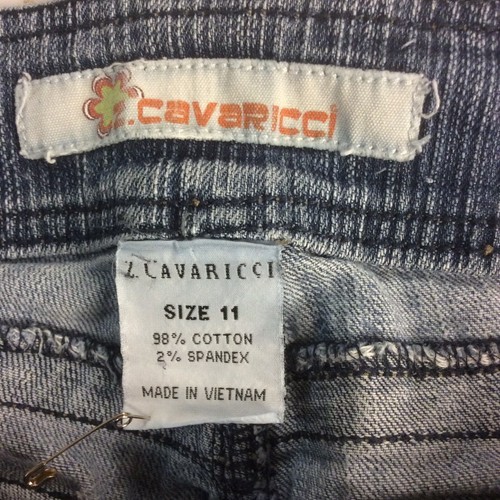 z.cavaRicci
Z. CAVARICCI
SIZE 11
98% COTTON
2% SPANDEX
MADE IN VIETNAM